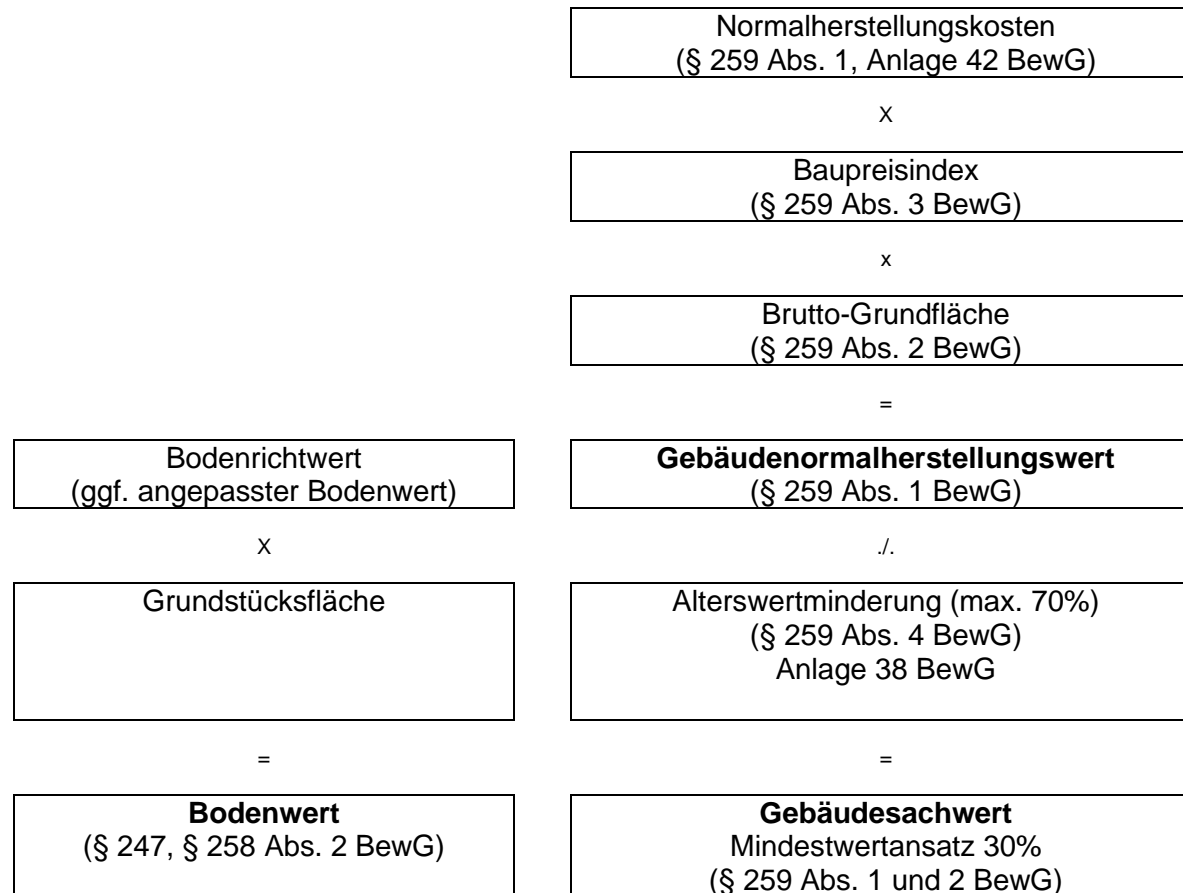 Normalherstellungskosten
(§ 259 Abs. 1, Anlage 42 BewG)
X
Baupreisindex
(§ 259 Abs. 3 BewG)
x
Brutto-Grundfläche
(§ 259 Abs. 2 BewG)
=
Bodenrichtwert
(ggf. angepasster Bodenwert)
Gebäudenormalherstellungswert
(§ 259 Abs. 1 BewG)
X
./.
Grundstücksfläche
Alterswertminderung (max. 70%)
(§ 259 Abs. 4 BewG)
Anlage 38 BewG
=
=
Bodenwert
(§ 247, § 258 Abs. 2 BewG)
Gebäudesachwert
Mindestwertansatz 30%
(§ 259 Abs. 1 und 2 BewG)